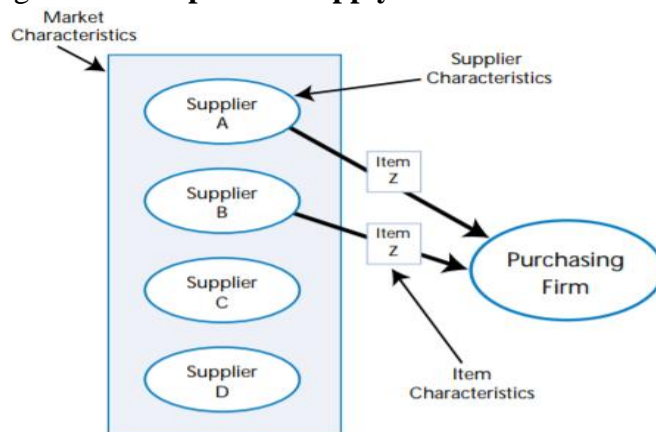 Market
Characteristics
Supplier
Characteristics
Supplier
A
Item
Z
Supplier
B
Item
Z
Purchasing
Firm
Supplier
C
Supplier
D
Item
Characteristics